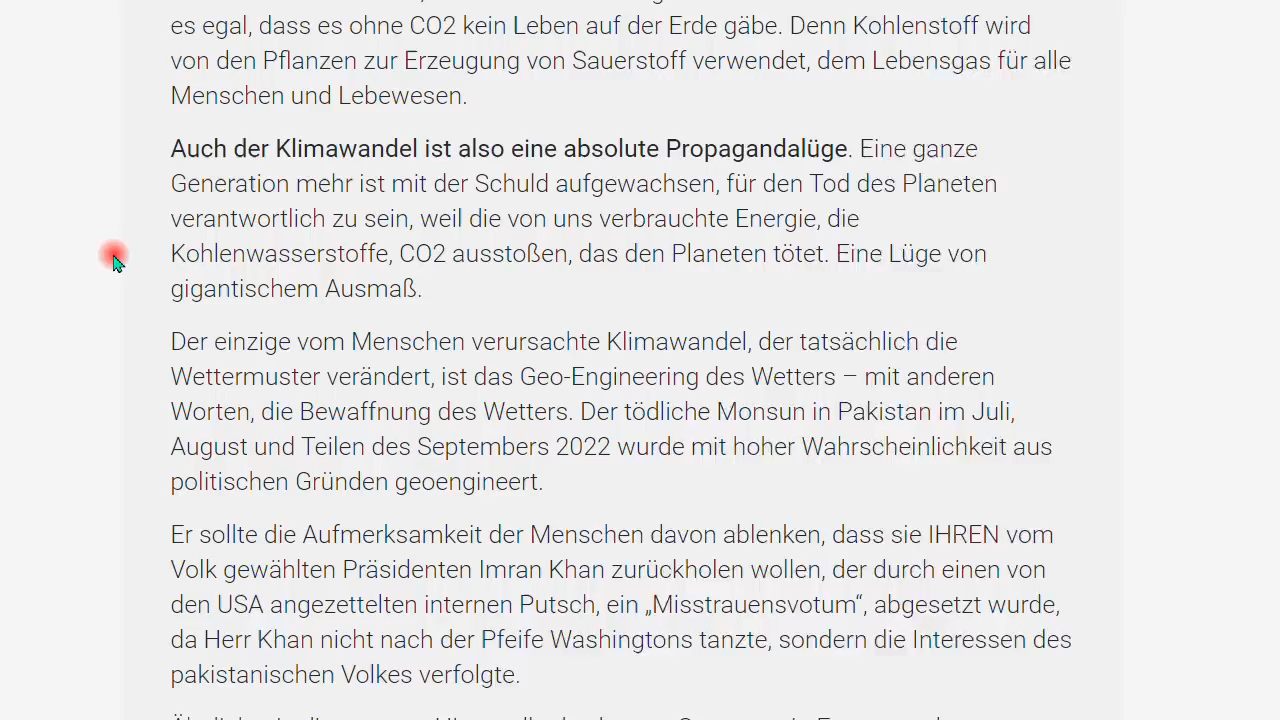 es egal, dass es ohne CO2 kein Leben auf der Erde gäbe. Denn Kohlenstoff wird
von den Pflanzen zur Erzeugung von Sauerstoff verwendet, dem Lebensgas für alle
Menschen und Lebewesen.
Auch der Klimawandel ist also eine absolute Propagandalüge. Eine ganze
Generation mehr ist mit der Schuld aufgewachsen, für den Tod des Planeten
verantwortlich zu sein, weil die von uns verbrauchte Energie, die
Kohlenwasserstoffe, CO2 ausstoßen, das den Planeten tötet. Eine Lüge von
gigantischem Ausmaß.
Der einzige vom Menschen verursachte Klimawandel, der tatsächlich die
Wettermuster verändert, ist das Geo-Engineering des Wetters – mit anderen
Worten, die Bewaffnung des Wetters. Der tödliche Monsun in Pakistan im Juli,
August und Teilen des Septembers 2022 wurde mit hoher Wahrscheinlichkeit aus
politischen Gründen geoengineert.
Er sollte die Aufmerksamkeit der Menschen davon ablenken, dass sie IHREN vom
Volk gewählten Präsidenten Imran Khan zurückholen wollen, der durch einen von
den USA angezettelten internen Putsch, ein „Misstrauensvotum“, abgesetzt wurde,
da Herr Khan nicht nach der Pfeife Washingtons tanzte, sondern die Interessen des
pakistanischen Volkes verfolgte.